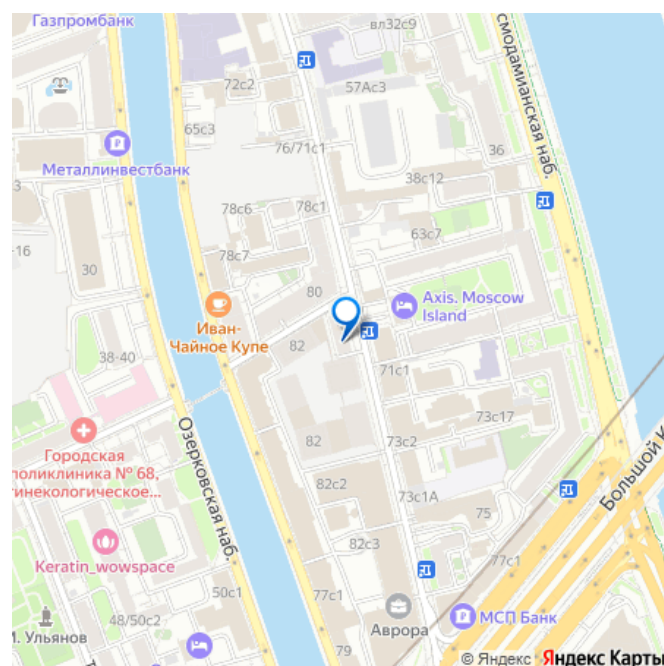 Газпромбанк
вл32с9
смодамианская наб.
72с2
57Ас3
65с3
76/71с1
36
Металлинвестбанк
38с12
78с6
78с1
-16
63с7
78с7
30
80
Axis. Moscow
Island
Иван-
Чайное Купе
82
38-40
71с1
Озерковская наб.
73с17
Городская
поликлиника № 68,
гинекологическое...
82
73с2
Большой К
82с2
73с1А
75
Keratin_wowspace
82с3
77с1
50с1
77с1
48/50с2
МСП Банк
И. Ульянов
Аврора
79
© Яндекс Яндекс Карты